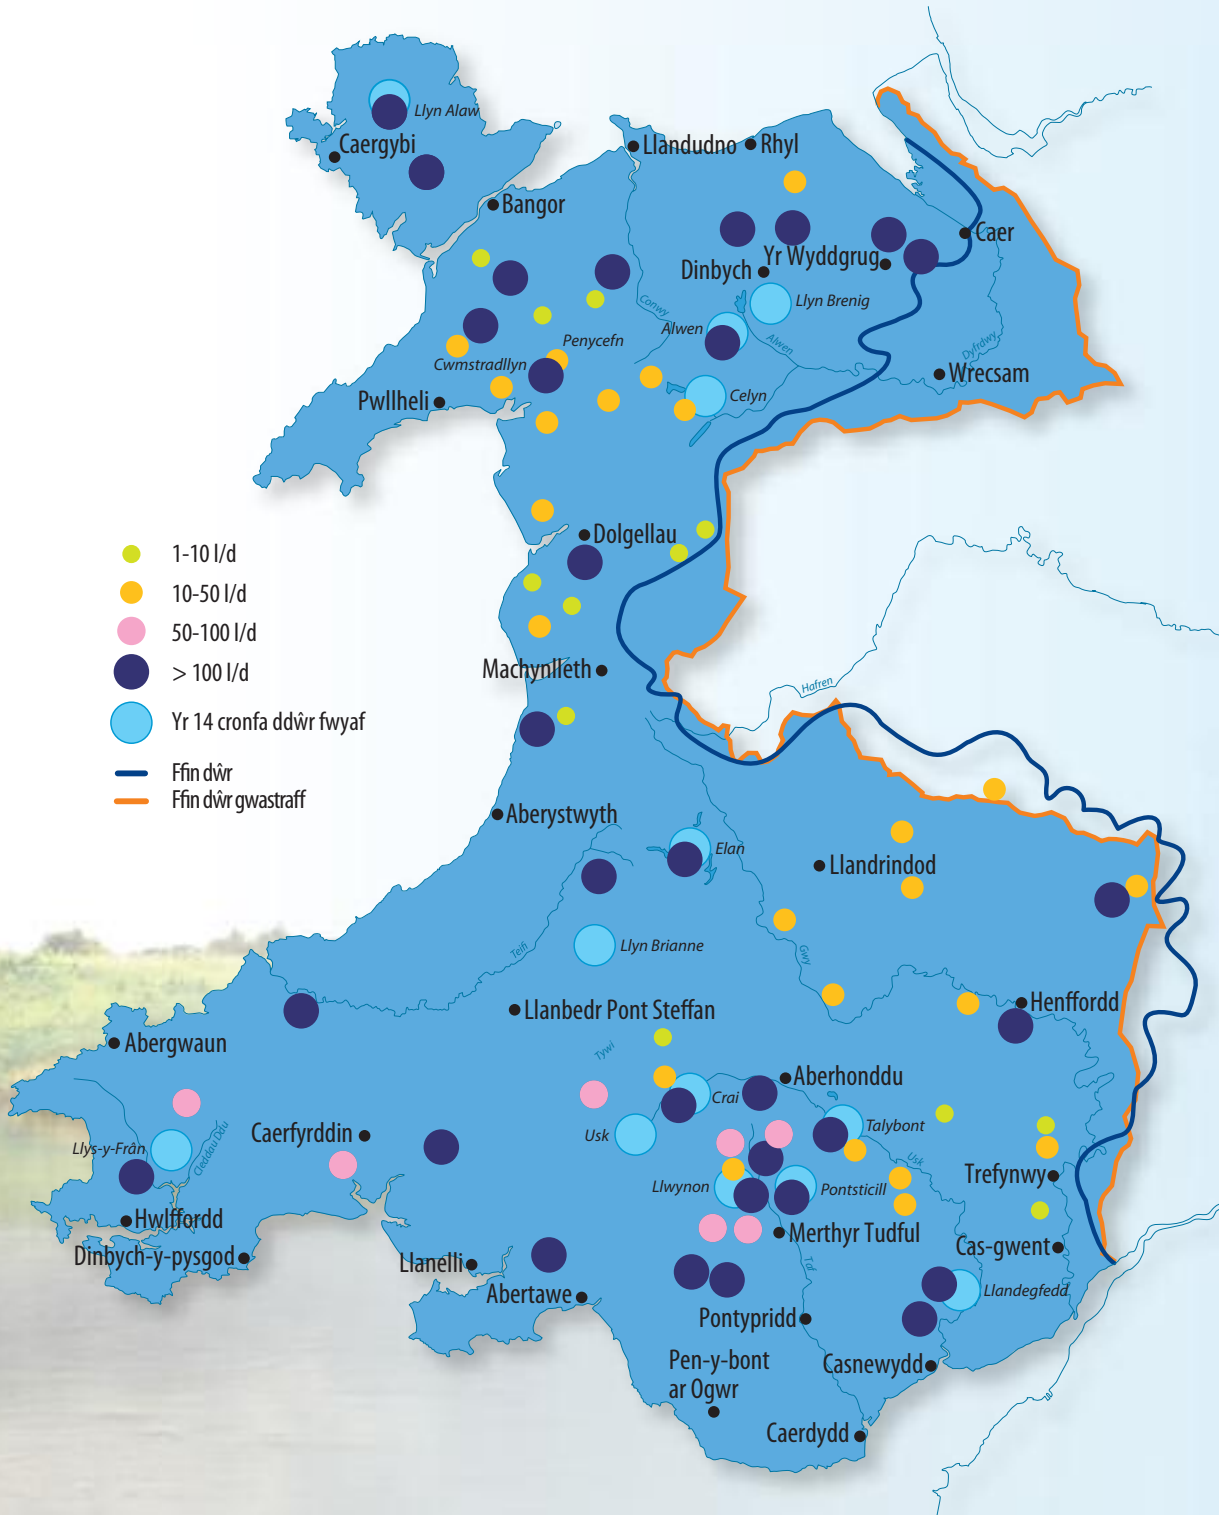 Llyn Alaw
Caergybi
Llandudno
Rhyl
Bangor
Caer
Dinbych
Yr Wyddgrug
Llyn Brenig
Conwy
Alwen
Alwen
Penycefn
Cwmstradllyn
Dyfrdwy
Wrecsam
Celyn
Pwllheli
Dolgellau
1-10 l/d
10-50 l/d
50-100 l/d
> 100 l/d
Yr 14 cronfa ddŵr fwyaf
Ffin dŵr
Ffin dŵr gwastraff
Machynlleth
Hafren
Aberystwyth
Elan
Llandrindod
Teifi
Llyn Brianne
Gwy
Llanbedr Pont Steffan
Henffordd
Abergwaun
Tywi
Aberhonddu
Crai
Talybont
Caerfyrddin
Usk
Usk
Llys-y-Frân
Cleddau Ddu
Llwynon
Pontsticill
Trefynwy
Hwlffordd
Merthyr Tudful
Cas-gwent
Dinbych-y-pysgod
Llanelli
Taf
Abertawe
Llandegfedd
Pontypridd
Pen-y-bont
ar Ogwr
Casnewydd
Caerdydd